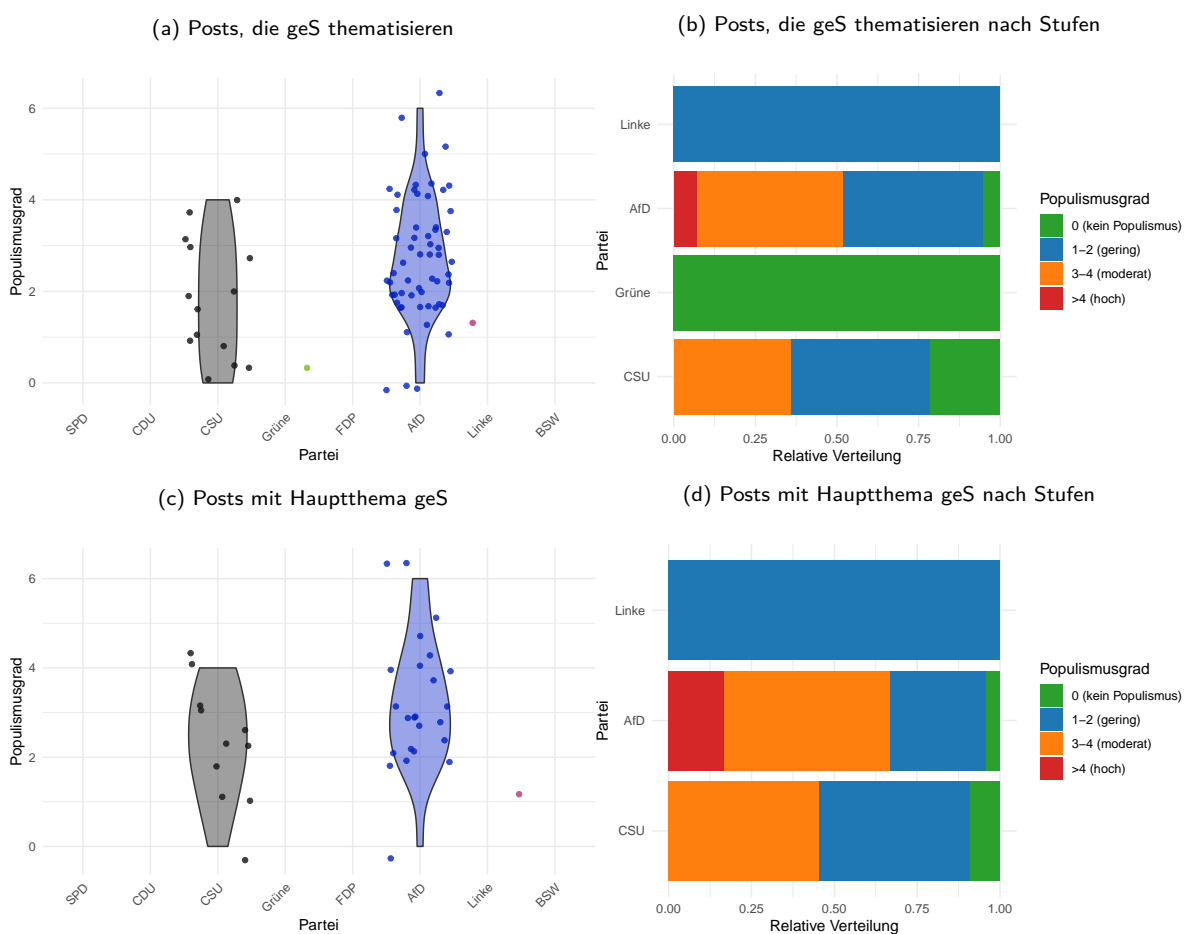 (a) Posts, die geS thematisieren
6
4
2
0
Populismusgrad
SPD
CDU
CSU
Grüne
FDP
AfD
Linke
BSW
Partei
(b) Posts, die geS thematisieren nach Stufen
Linke
AfD
Grüne
CSU
Partei
0.00 0.25 0.50 0.75 1.00
Relative Verteilung
Populismusgrad
0 (kein Populismus)
1–2 (gering)
3–4 (moderat)
>4 (hoch)
(c) Posts mit Hauptthema geS
6
4
2
0
Populismusgrad
SPD
CDU
CSU
Grüne
FDP
AfD
Linke
BSW
Partei
(d) Posts mit Hauptthema geS nach Stufen
Linke
AfD
CSU
Partei
0.00 0.25 0.50 0.75 1.00
Relative Verteilung
Populismusgrad
0 (kein Populismus)
1–2 (gering)
3–4 (moderat)
>4 (hoch)